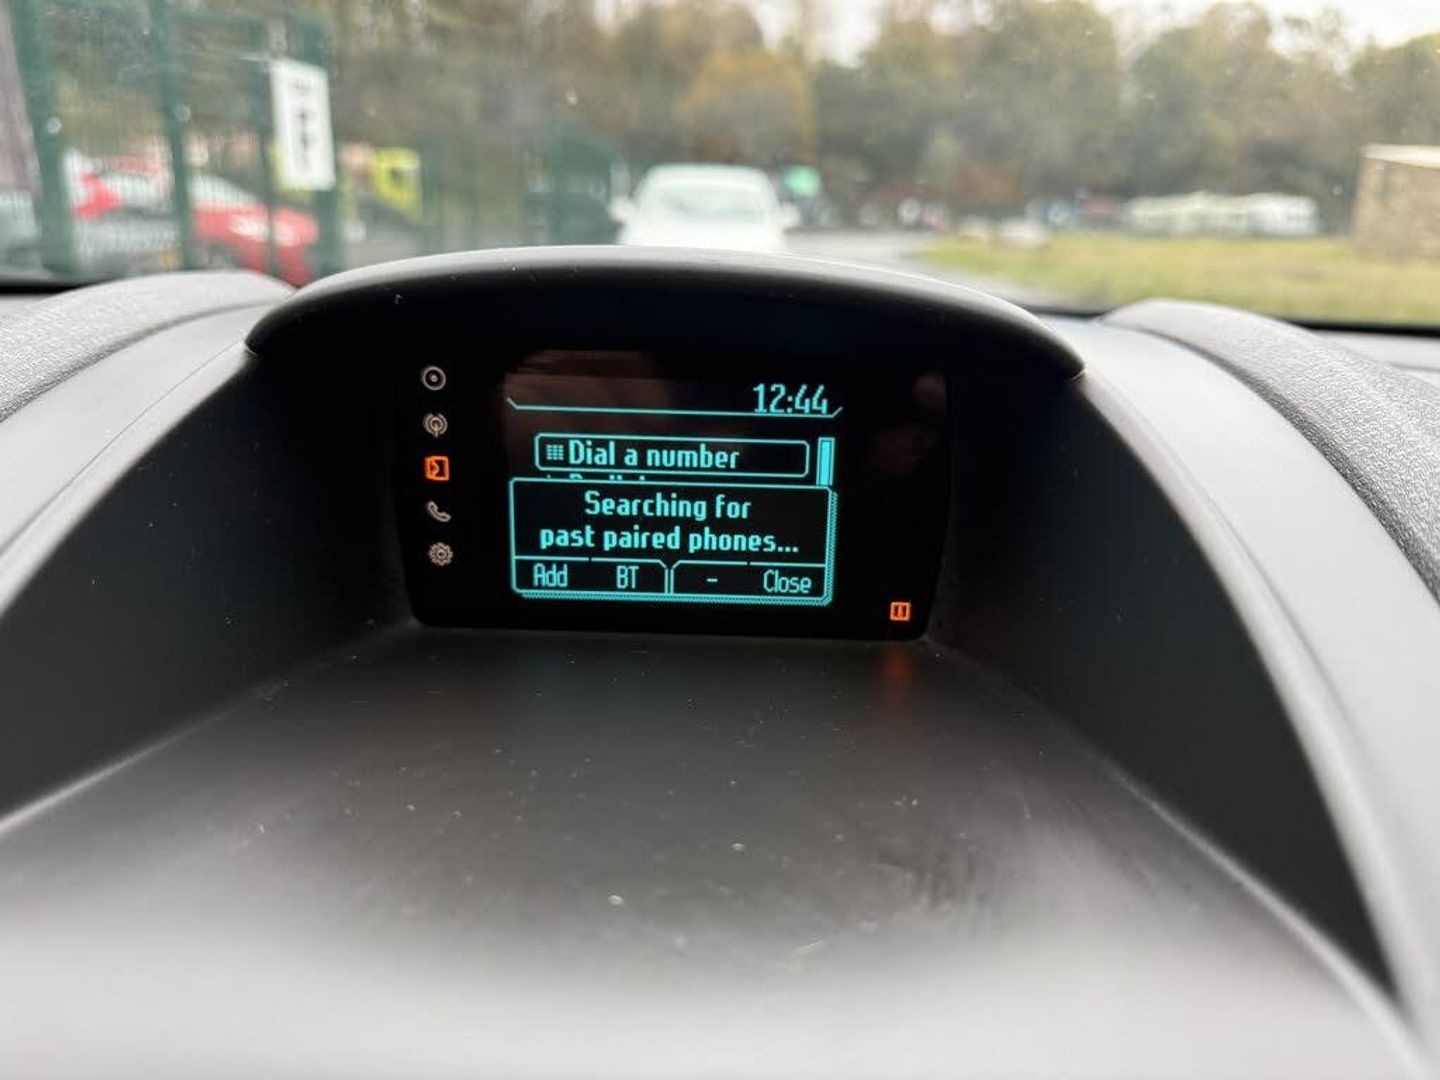 12:44
Dial a number
Searching for
past paired phones...
Add BT - Close